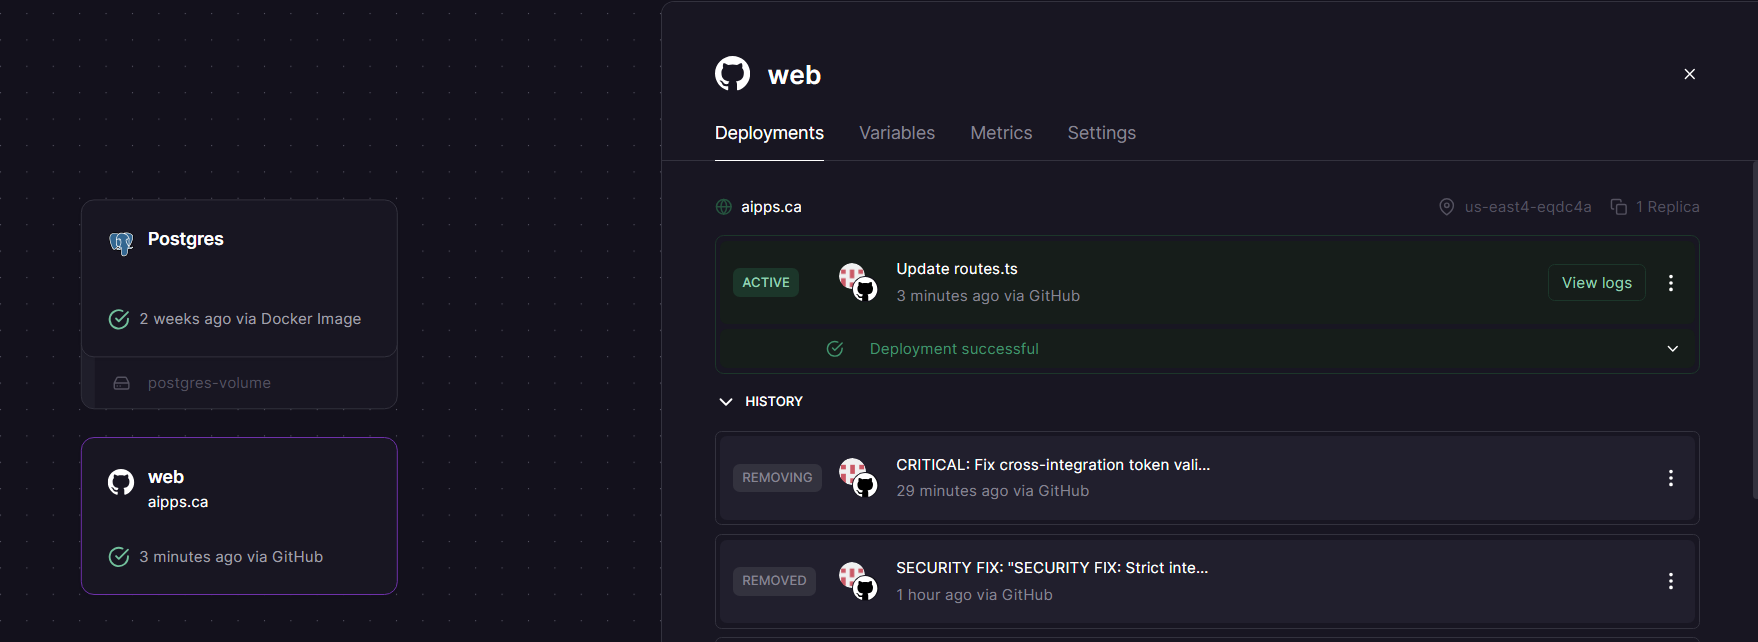 Postgres
2 weeks ago via Docker Image
postgres-volume
web
aipps.ca
3 minutes ago via GitHub
web
Deployments Variables Metrics Settings
aipps.ca us-east4-eqdc4a 1 Replica
ACTIVE Update routes.ts View logs
3 minutes ago via GitHub
Deployment successful
HISTORY
REMOVING CRITICAL: Fix cross-integration token vali...
29 minutes ago via GitHub
REMOVED SECURITY FIX: "SECURITY FIX: Strict inte...
1 hour ago via GitHub